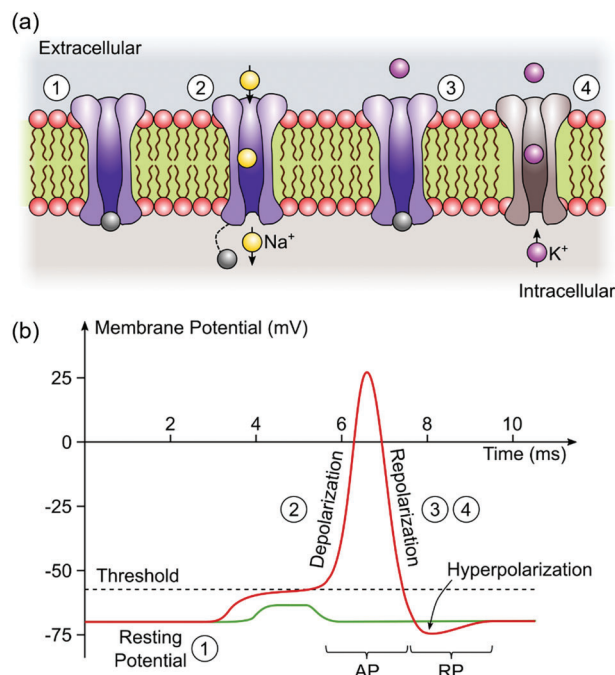 (a)
Extracellular
1 2 3 4
Na⁺
K⁺
Intracellular
(b)
Membrane Potential (mV)
25
2 4 6 8 10
0
Time (ms)
Depolarization
Repolarization
-25
2
3 4
-50
Threshold
Hyperpolarization
-75
Resting
Potential 1
AP RP